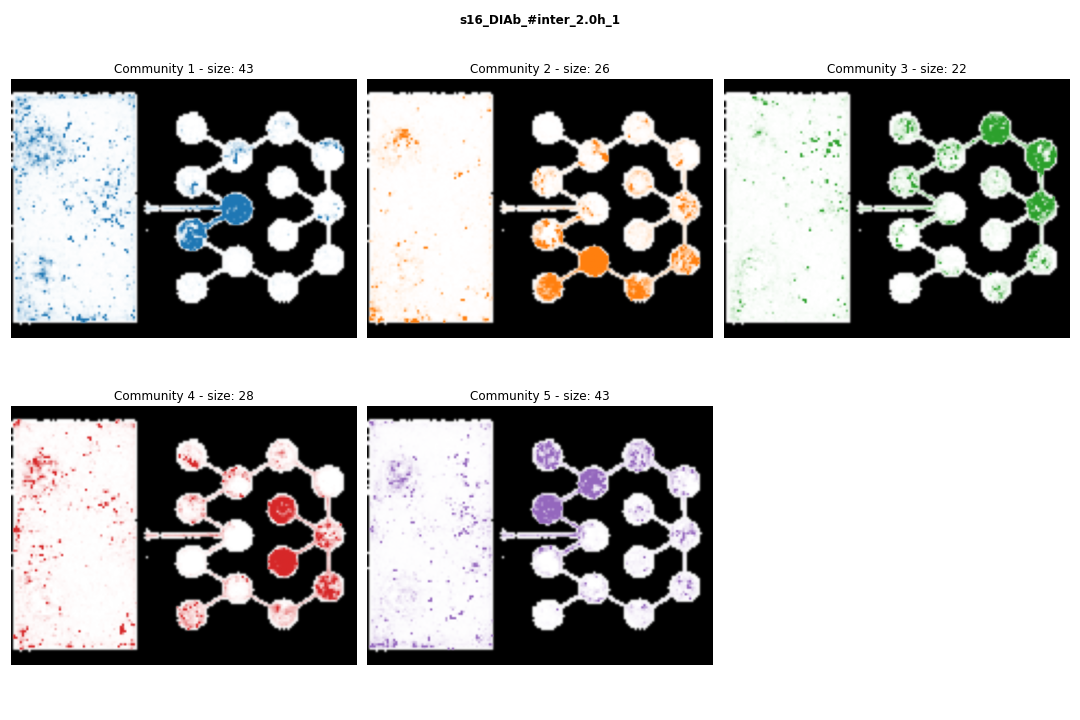 s16_DIAb_#inter_2.0h_1
Community 1 - size: 43
Community 2 - size: 26
Community 3 - size: 22
Community 4 - size: 28
Community 5 - size: 43